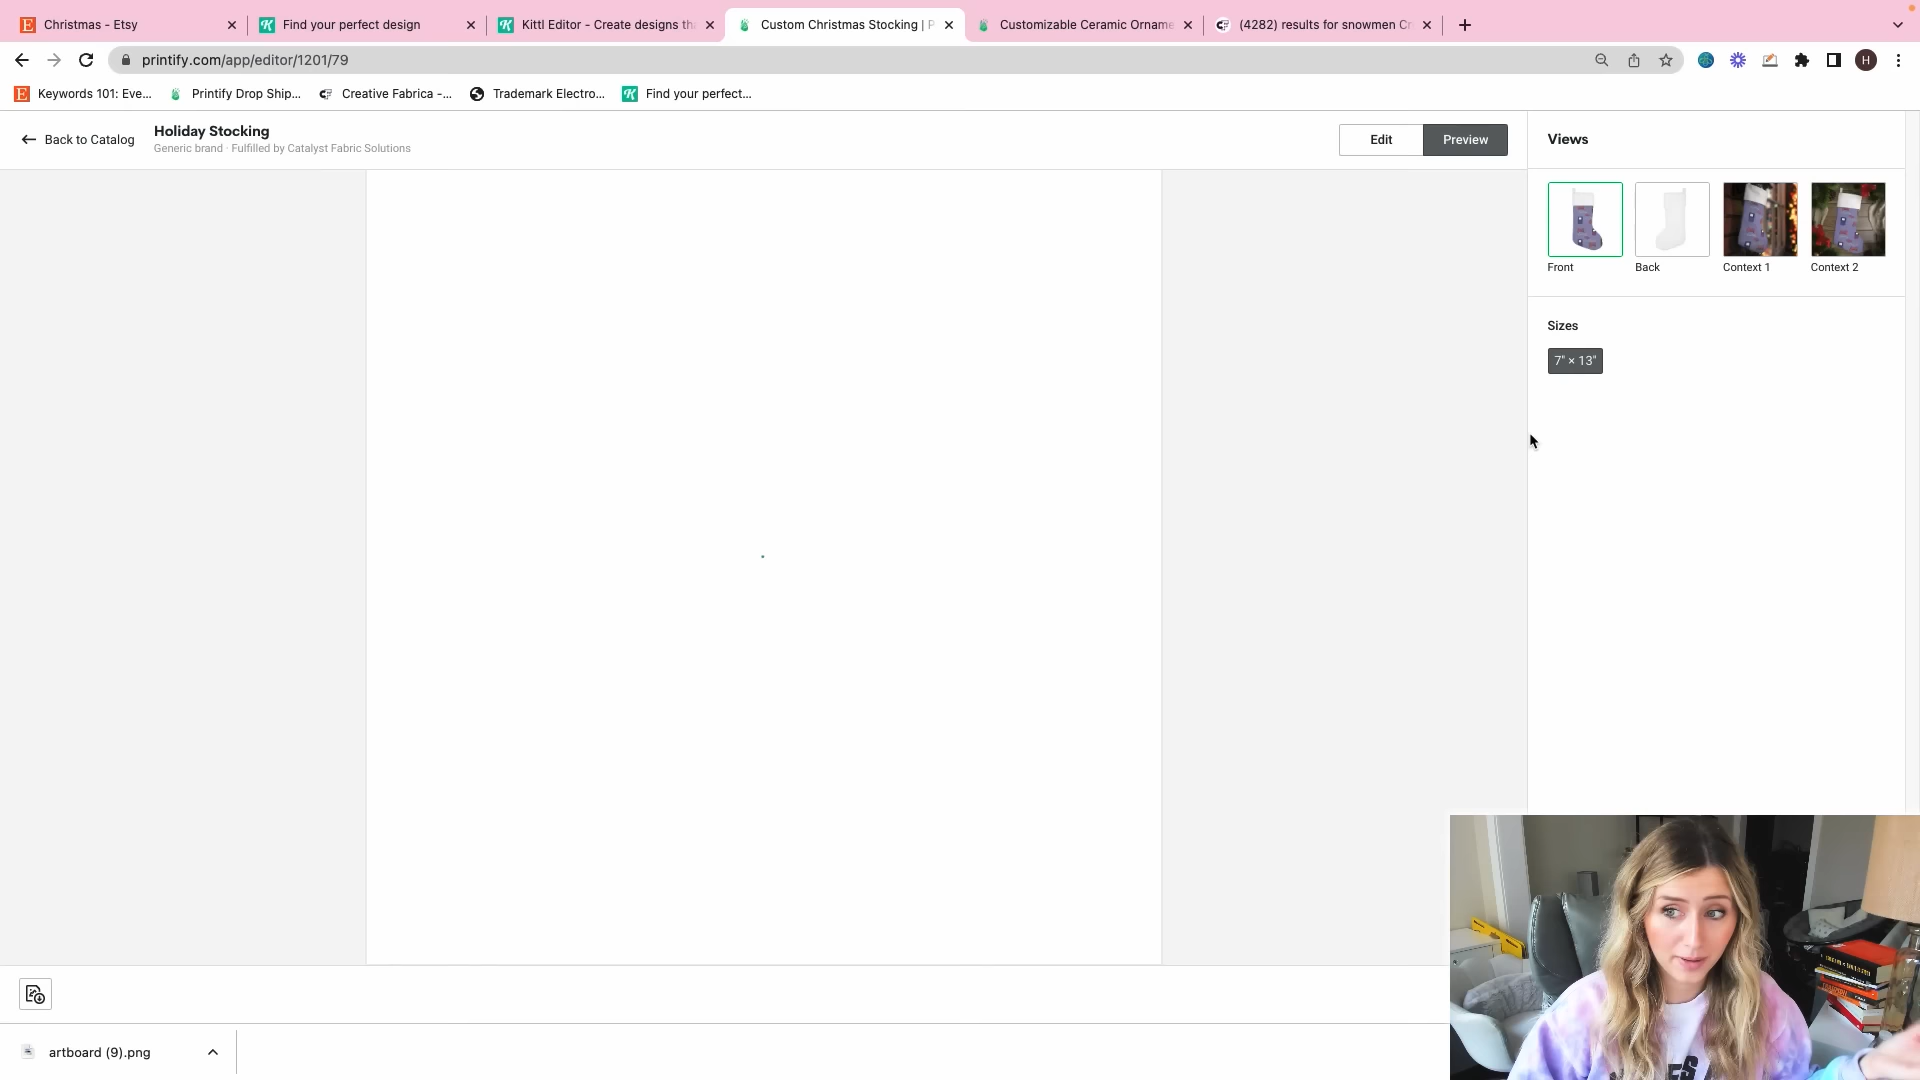 Christmas - Etsy
Find your perfect design
Kittl Editor - Create designs th
Custom Christmas Stocking | P
Customizable Ceramic Orname
(4282) results for snowmen Cr
printify.com/app/editor/1201/79
H
Keywords 101: Eve...
Printify Drop Ship...
Creative Fabrica -...
Trademark Electro...
Find your perfect...
Back to Catalog
Holiday Stocking
Generic brand · Fulfilled by Catalyst Fabric Solutions
Edit
Preview
Views
Front
Back
Context 1
Context 2
Sizes
7" × 13"
artboard (9).png